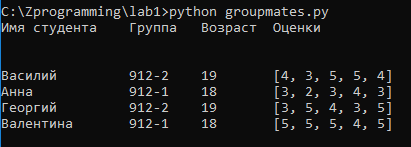 C:\Zprogramming\lab1>python groupmates.py
Имя студента Группа Возраст Оценки
Василий 912-2 19 [4, 3, 5, 5, 4]
Анна 912-1 18 [3, 2, 3, 4, 3]
Георгий 912-2 19 [3, 5, 4, 3, 5]
Валентина 912-1 18 [5, 5, 5, 4, 5]